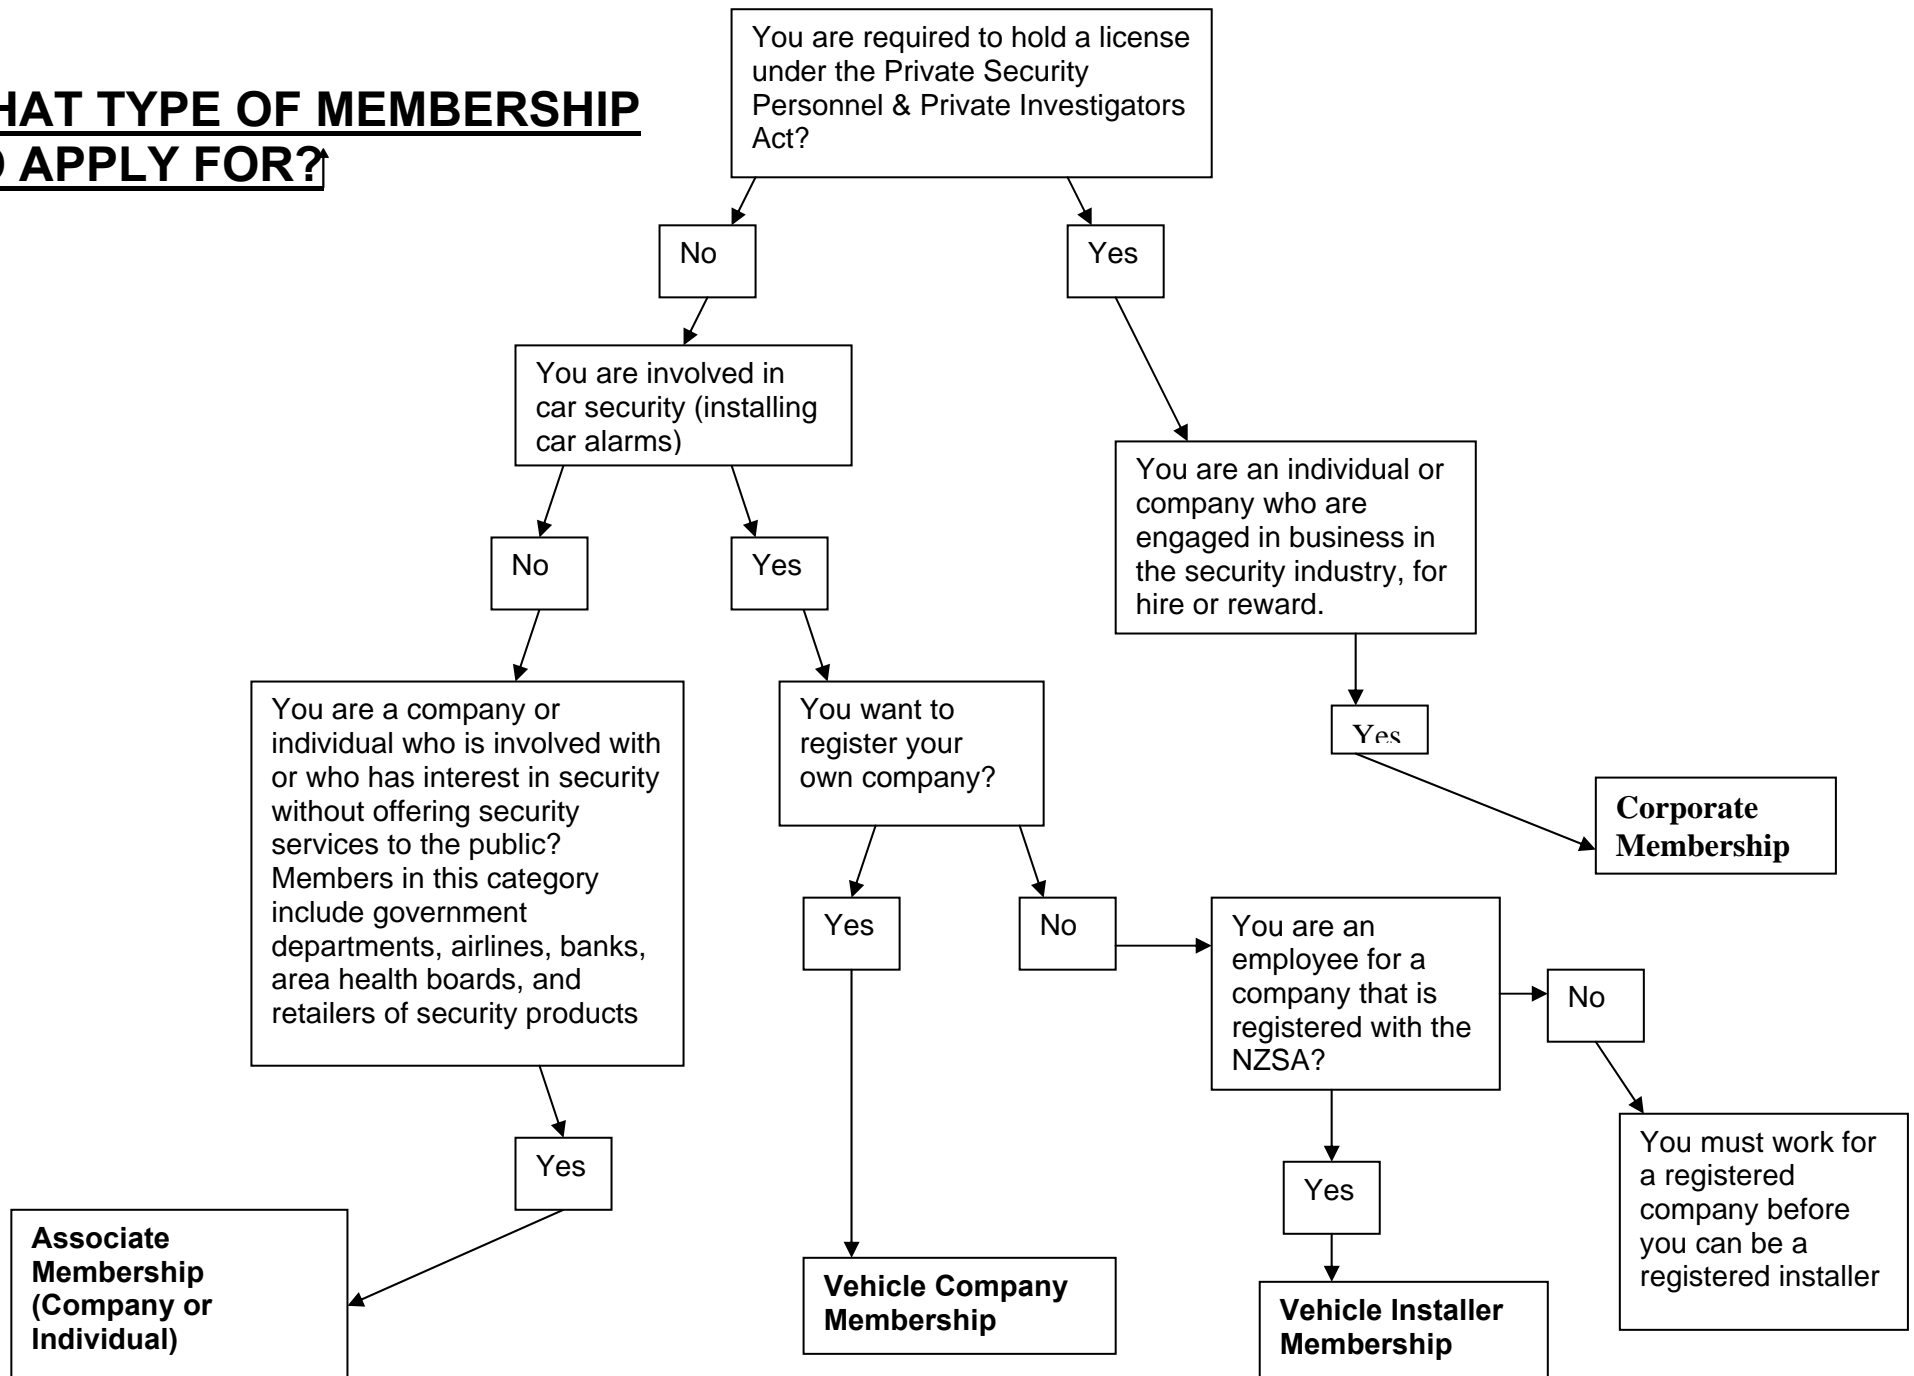 HAT TYPE OF MEMBERSHIP
O APPLY FOR?
You are required to hold a license
under the Private Security
Personnel & Private Investigators
Act?
No
Yes
You are involved in
car security (installing
car alarms)
You are an individual or
company who are
engaged in business in
the security industry, for
hire or reward.
No
Yes
You are a company or
individual who is involved with
or who has interest in security
without offering security
services to the public?
Members in this category
include government
departments, airlines, banks,
area health boards, and
retailers of security products
You want to
register your
own company?
Yes
Corporate
Membership
Yes
No
You are an
employee for a
company that is
registered with the
NZSA?
No
Yes
Yes
You must work for
a registered
company before
you can be a
registered installer
Associate
Membership
(Company or
Individual)
Vehicle Company
Membership
Vehicle Installer
Membership